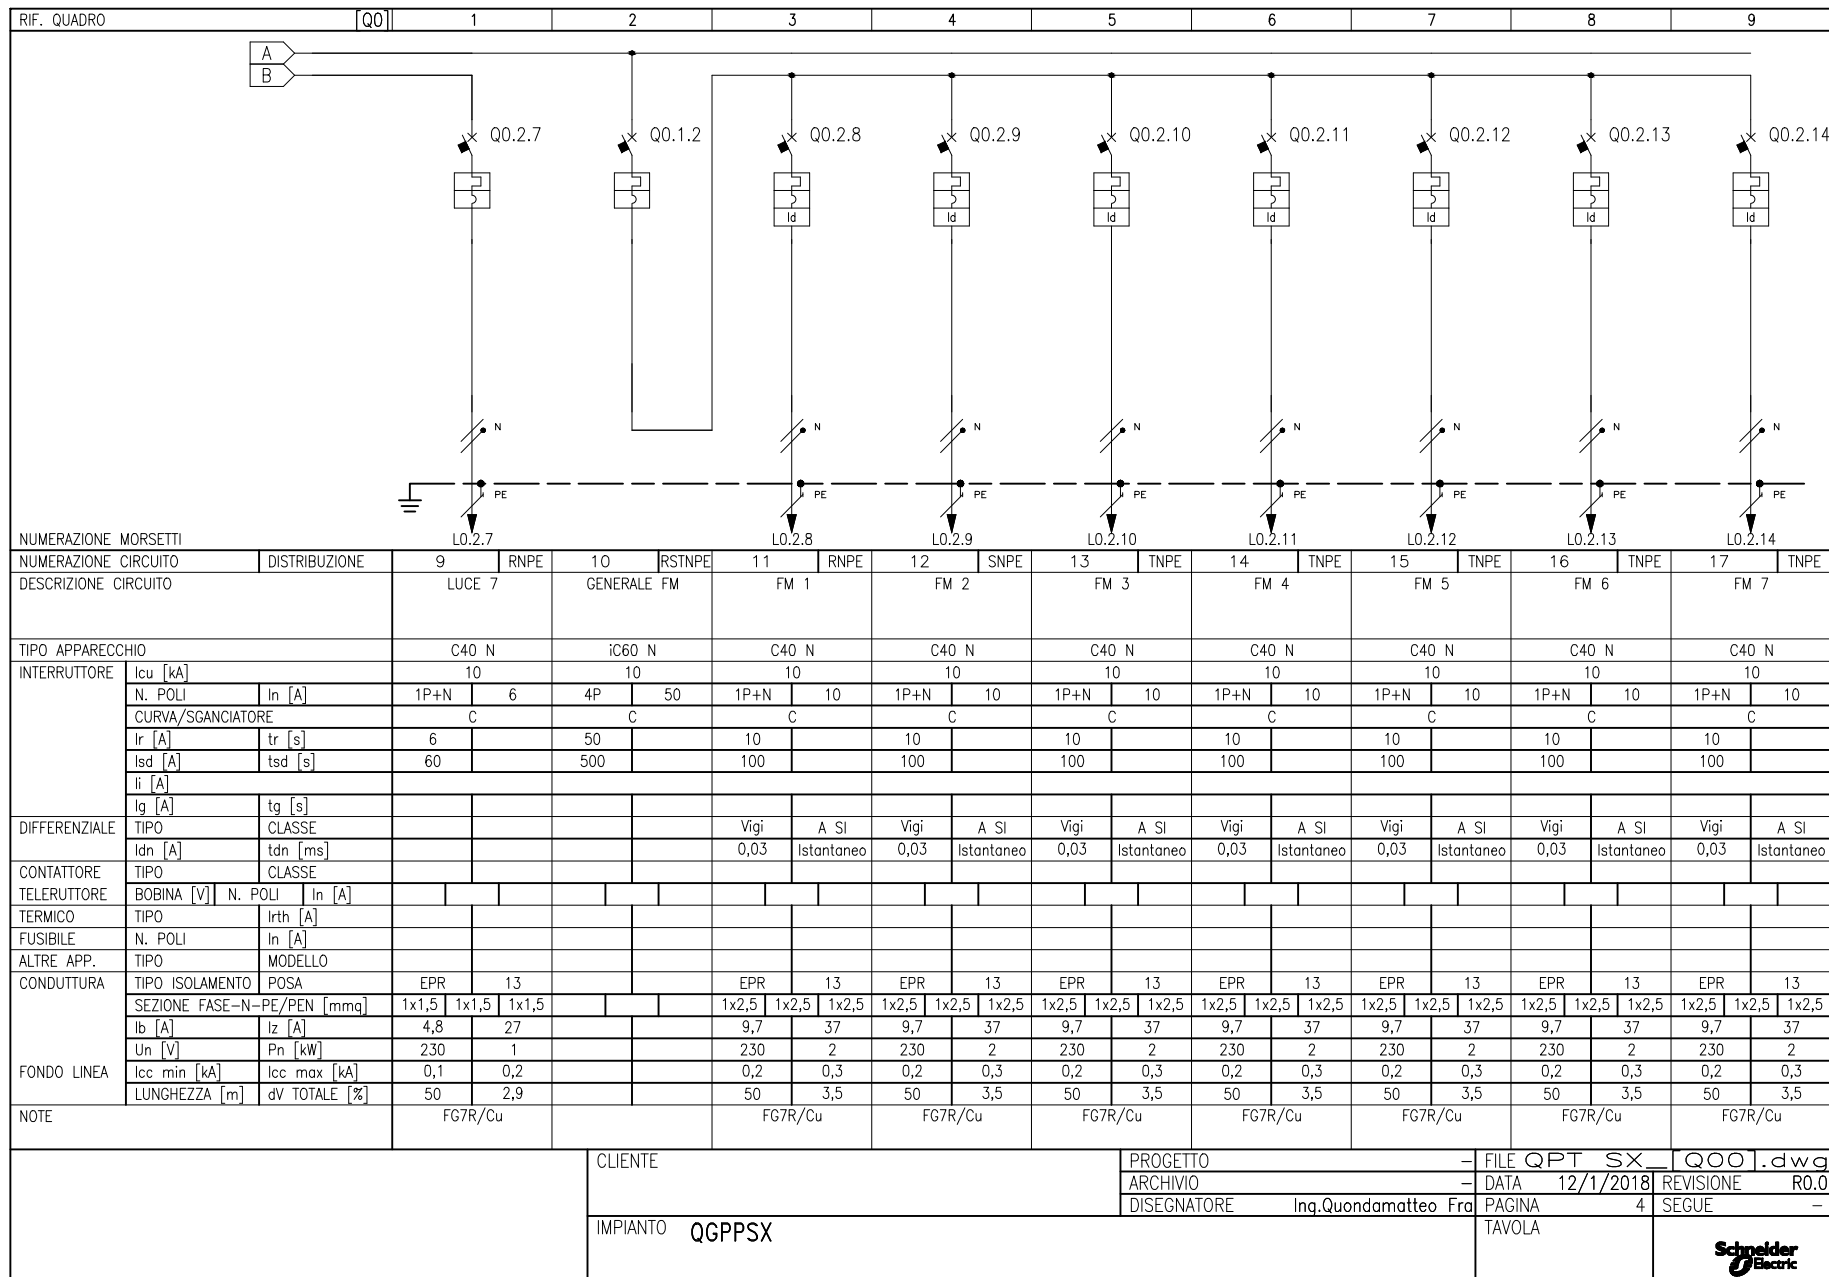 RIF. QUADRO [Q0] 1 2 3 4 5 6 7 8 9
A
B
Q0.2.7 Q0.1.2 Q0.2.8 Q0.2.9 Q0.2.10 Q0.2.11 Q0.2.12 Q0.2.13 Q0.2.14
Id Id Id Id Id Id Id
N N N N N N N N
PE PE PE PE PE PE PE PE
NUMERAZIONE MORSETTI L0.2.7 L0.2.8 L0.2.9 L0.2.10 L0.2.11 L0.2.12 L0.2.13 L0.2.14
NUMERAZIONE CIRCUITO DISTRIBUZIONE 9 RNPE 10 RSTNPE 11 RNPE 12 SNPE 13 TNPE 14 TNPE 15 TNPE 16 TNPE 17 TNPE
DESCRIZIONE CIRCUITO LUCE 7 GENERALE FM FM 1 FM 2 FM 3 FM 4 FM 5 FM 6 FM 7
TIPO APPARECCHIO C40 N iC60 N C40 N C40 N C40 N C40 N C40 N C40 N C40 N
INTERRUTTORE Icu [kA] 10 10 10 10 10 10 10 10 10
N. POLI In [A] 1P+N 6 4P 50 1P+N 10 1P+N 10 1P+N 10 1P+N 10 1P+N 10 1P+N 10 1P+N 10
CURVA/SGANCIATORE C C C C C C C C C
Ir [A] tr [s] 6 50 10 10 10 10 10 10 10
Isd [A] tsd [s] 60 500 100 100 100 100 100 100 100
Ii [A]
Ig [A] tg [s]
DIFFERENZIALE TIPO CLASSE Vigi A SI Vigi A SI Vigi A SI Vigi A SI Vigi A SI Vigi A SI Vigi A SI
Idn [A] tdn [ms] 0,03 Istantaneo 0,03 Istantaneo 0,03 Istantaneo 0,03 Istantaneo 0,03 Istantaneo 0,03 Istantaneo 0,03 Istantaneo
CONTATTORE TIPO CLASSE
TELERUTTORE BOBINA [V] N. POLI In [A]
TERMICO TIPO Irth [A]
FUSIBILE N. POLI In [A]
ALTRE APP. TIPO MODELLO
CONDUTTURA TIPO ISOLAMENTO POSA EPR 13 EPR 13 EPR 13 EPR 13 EPR 13 EPR 13 EPR 13 EPR 13
SEZIONE FASE-N-PE/PEN [mmq] 1x1,5 1x1,5 1x1,5 1x2,5 1x2,5 1x2,5 1x2,5 1x2,5 1x2,5 1x2,5 1x2,5 1x2,5 1x2,5 1x2,5 1x2,5 1x2,5 1x2,5 1x2,5 1x2,5 1x2,5 1x2,5 1x2,5 1x2,5 1x2,5
Ib [A] Iz [A] 4,8 27 9,7 37 9,7 37 9,7 37 9,7 37 9,7 37 9,7 37 9,7 37
Un [V] Pn [kW] 230 1 230 2 230 2 230 2 230 2 230 2 230 2 230 2
FONDO LINEA Icc min [kA] Icc max [kA] 0,1 0,2 0,2 0,3 0,2 0,3 0,2 0,3 0,2 0,3 0,2 0,3 0,2 0,3 0,2 0,3
LUNGHEZZA [m] dV TOTALE [%] 50 2,9 50 3,5 50 3,5 50 3,5 50 3,5 50 3,5 50 3,5 50 3,5
NOTE FG7R/Cu FG7R/Cu FG7R/Cu FG7R/Cu FG7R/Cu FG7R/Cu FG7R/Cu FG7R/Cu
CLIENTE PROGETTO - FILE QPT SX_[Q00].dwg
ARCHIVIO - DATA 12/1/2018 REVISIONE R0.0
DISEGNATORE Ing.Quondamatteo Fra PAGINA 4 SEGUE -
IMPIANTO QGPPSX TAVOLA
Schneider
Electric